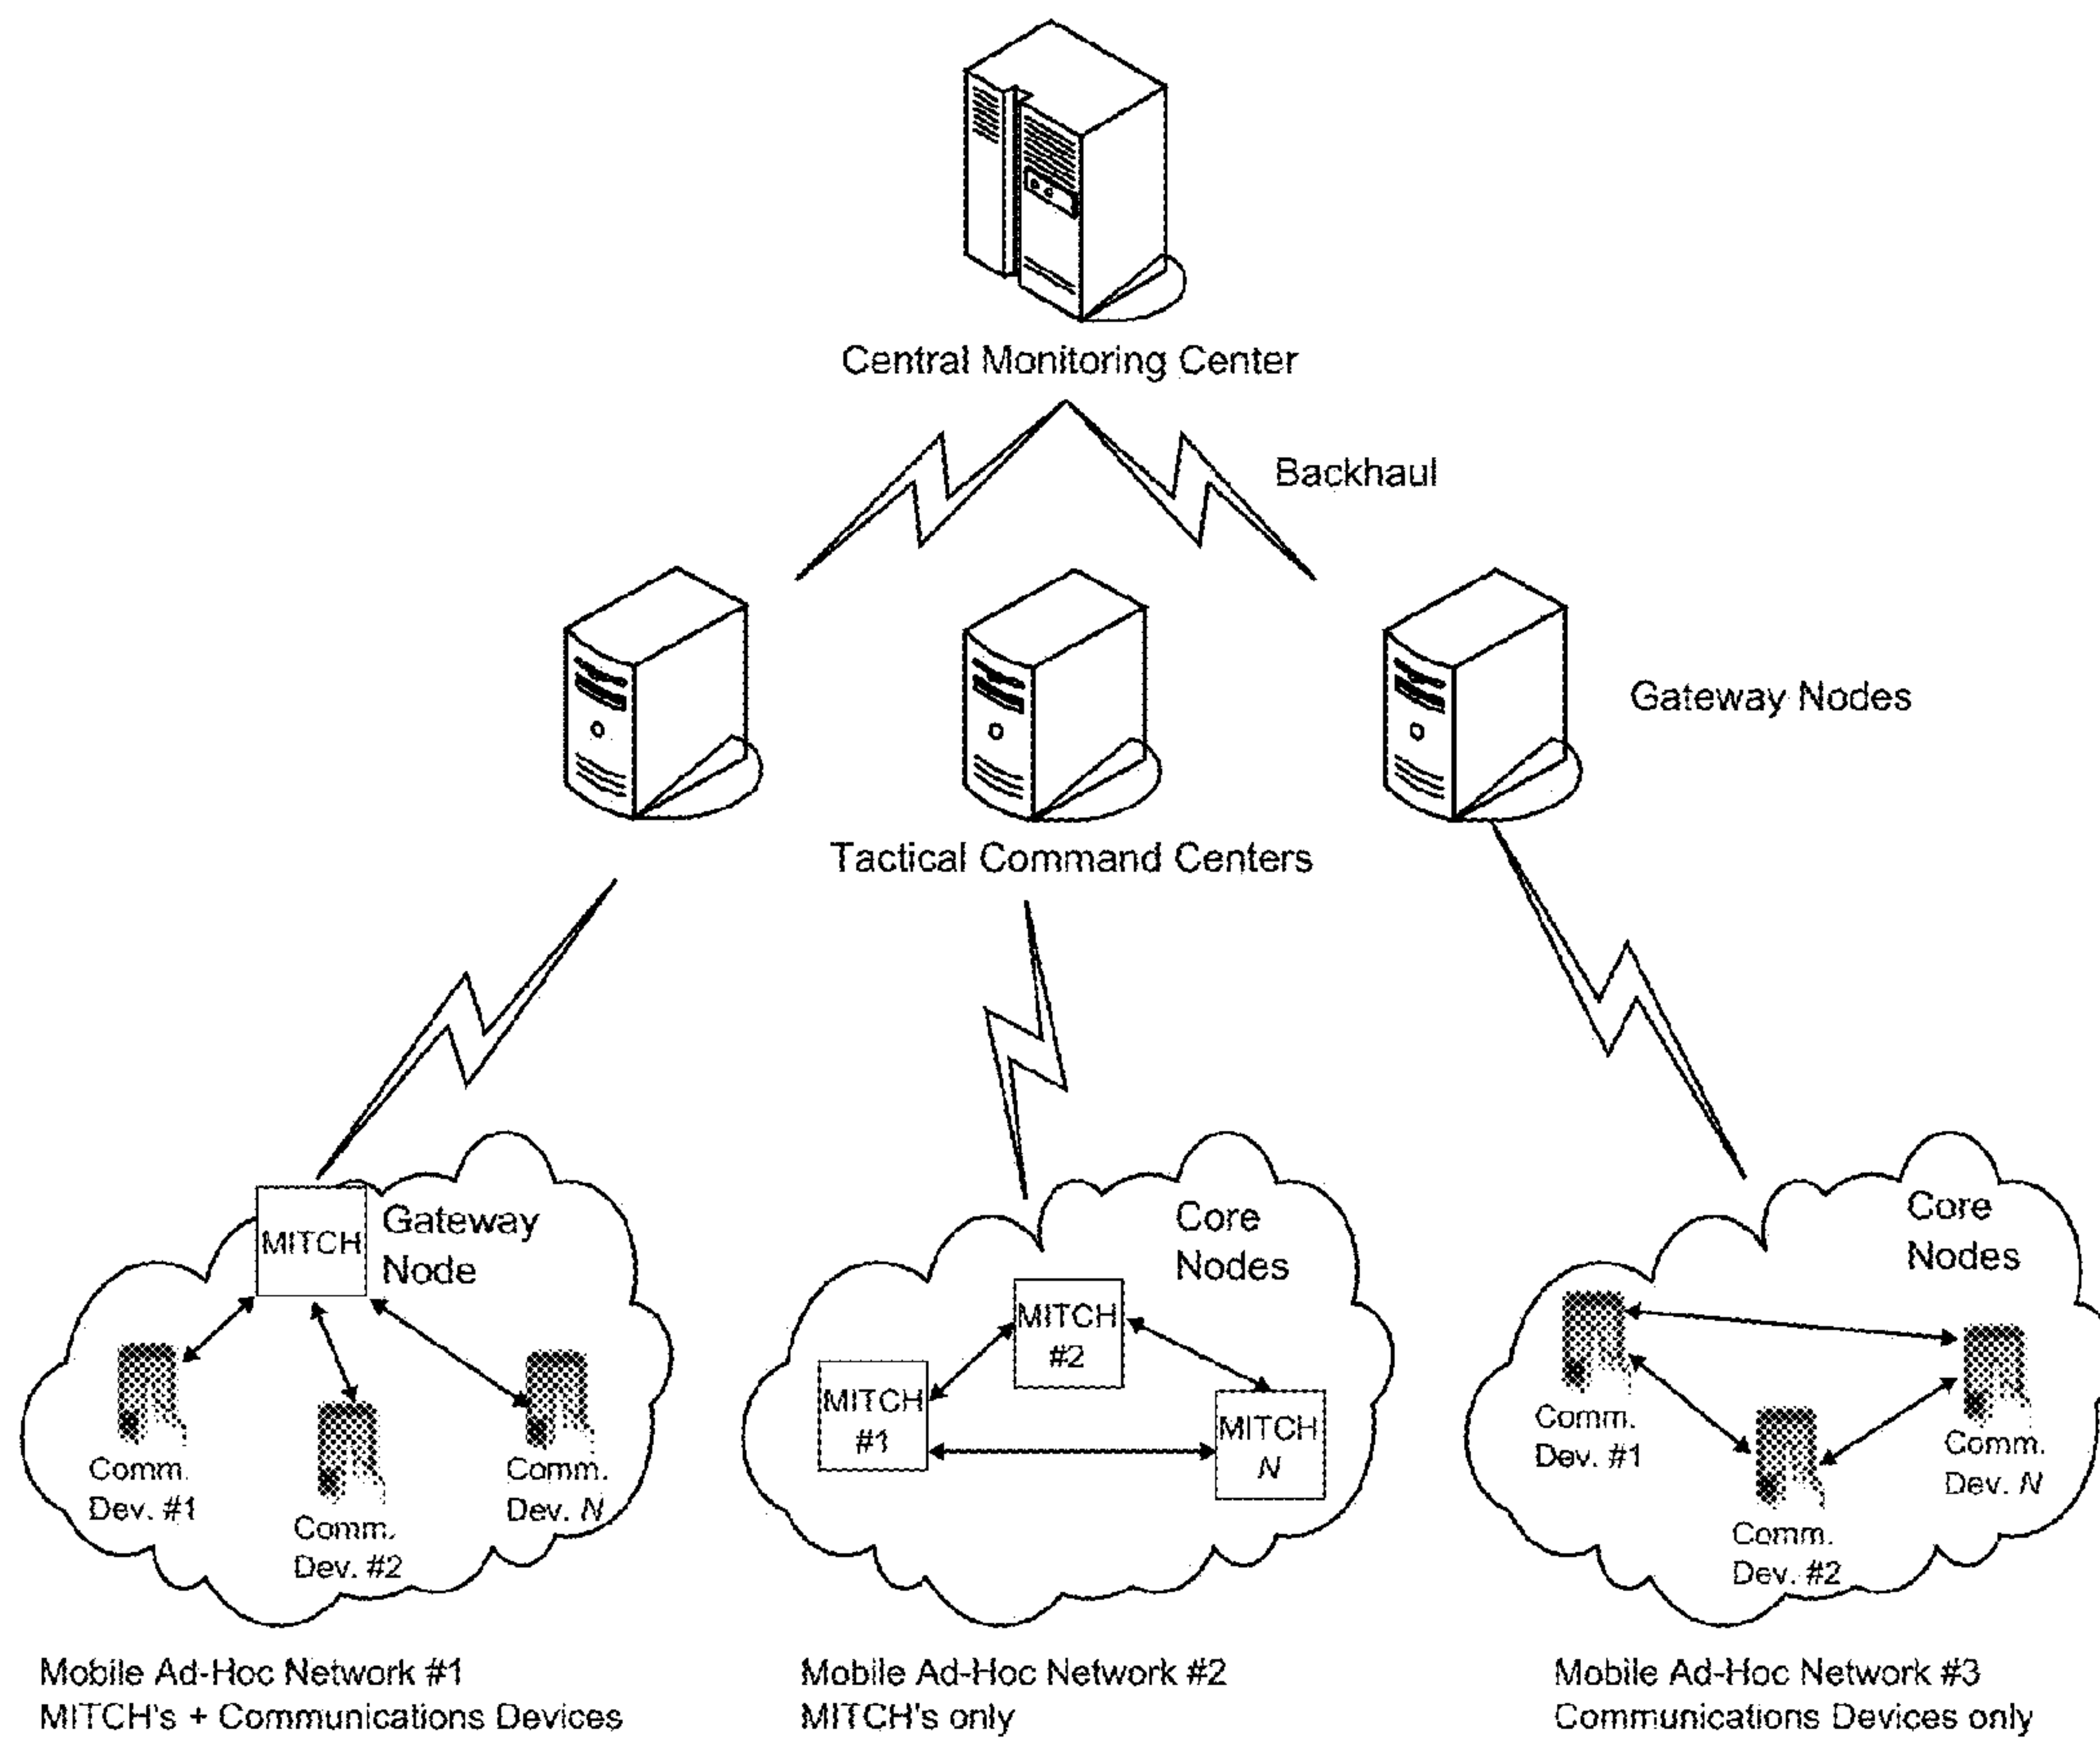 Central Monitoring Center
Backhaul
Gateway Nodes
Tactical Command Centers
MITCH
Gateway
Node
Comm.
Dev. #1
Comm.
Dev. #2
Comm.
Dev. N
Core
Nodes
MITCH
#2
MITCH
#1
MITCH
N
Core
Nodes
Comm.
Dev. #1
Comm.
Dev. #2
Comm.
Dev. N
Mobile Ad-Hoc Network #1
MITCH's + Communications Devices
Mobile Ad-Hoc Network #2
MITCH's only
Mobile Ad-Hoc Network #3
Communications Devices only